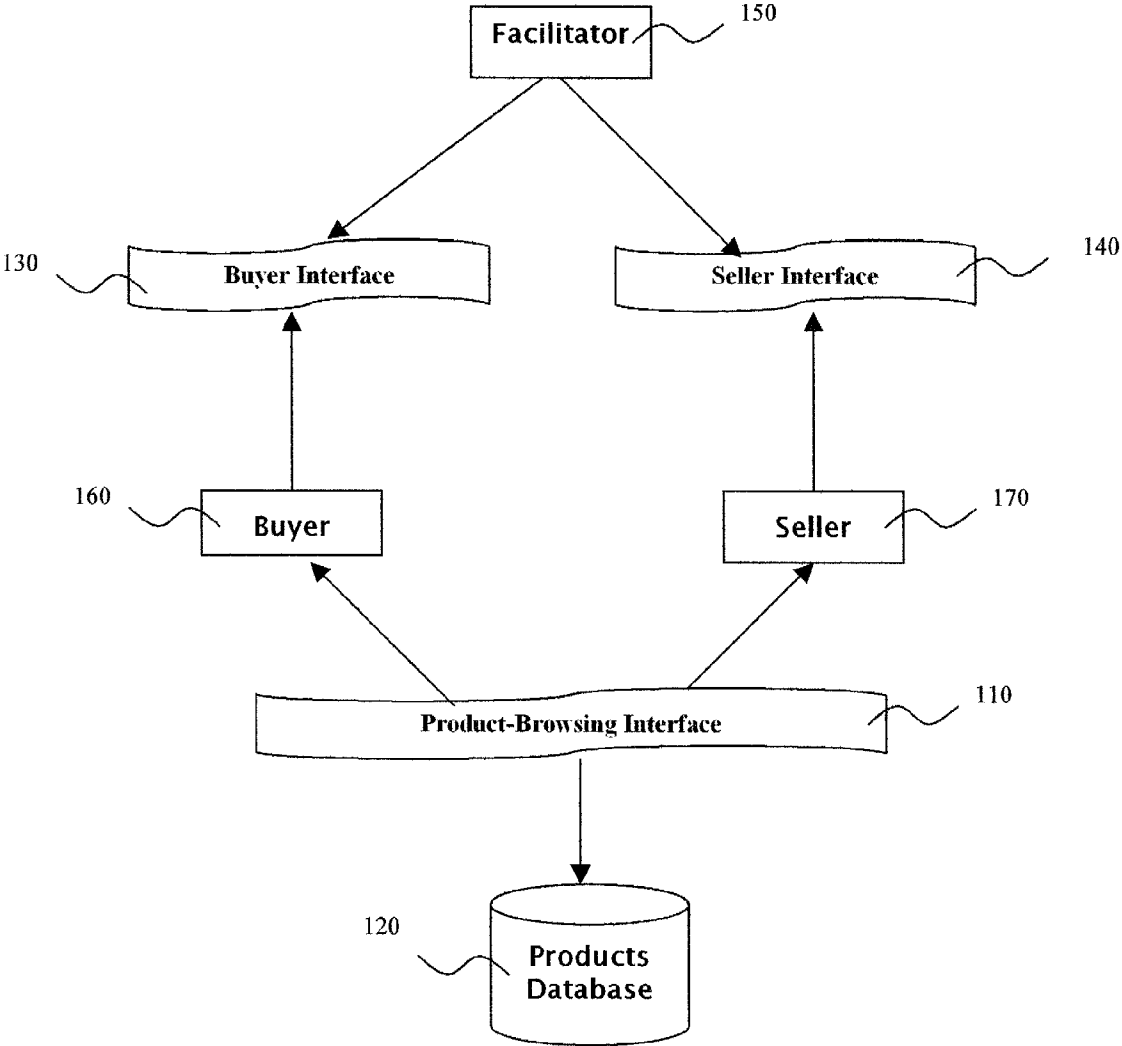 150
Facilitator
130
Buyer Interface
Seller Interface
140
160
Buyer
Seller
170
Product-Browsing Interface
110
120
Products
Database